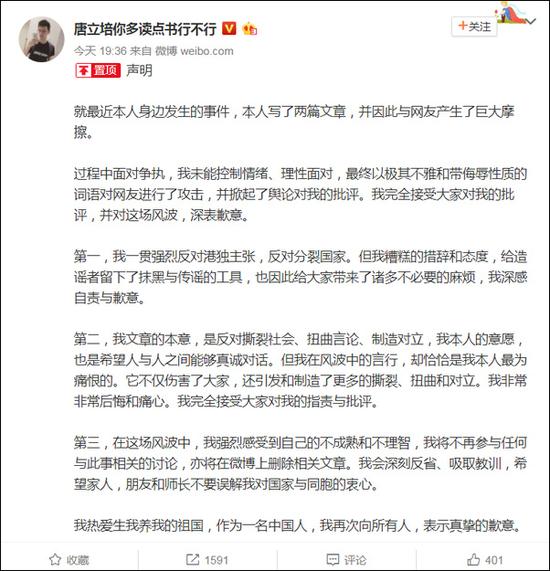 唐立培你多读点书行不行
+关注
今天 19:36 来自 微博 weibo.com
置顶 声明
就最近本人身边发生的事件，本人写了两篇文章，并因此与网友产生了巨大摩
擦。
过程中面对争执，我未能控制情绪、理性面对，最终以极其不雅和带侮辱性质的
词语对网友进行了攻击，并掀起了舆论对我的批评。我完全接受大家对我的批
评，并对这场风波，深表歉意。
第一，我一贯强烈反对港独主张，反对分裂国家。但我糟糕的措辞和态度，给造
谣者留下了抹黑与传谣的工具，也因此给大家带来了诸多不必要的麻烦，我深感
自责与歉意。
第二，我文章的本意，是反对撕裂社会、扭曲言论、制造对立，我本人的意愿，
也是希望人与人之间能够真诚对话。但我在风波中的言行，却恰恰是我本人最为
痛恨的。它不仅伤害了大家，还引发和制造了更多的撕裂、扭曲和对立。我非常
非常后悔和痛心。我完全接受大家对我的指责与批评。
第三，在这场风波中，我强烈感受到自己的不成熟和不理智，我将不再参与任何
与此事相关的讨论，亦将在微博上删除相关文章。我会深刻反省、吸取教训，希
望家人，朋友和师长不要误解我对国家与同胞的衷心。
我热爱生我养我的祖国，作为一名中国人，我再次向所有人，表示真挚的歉意。
收藏
1591
评论
401